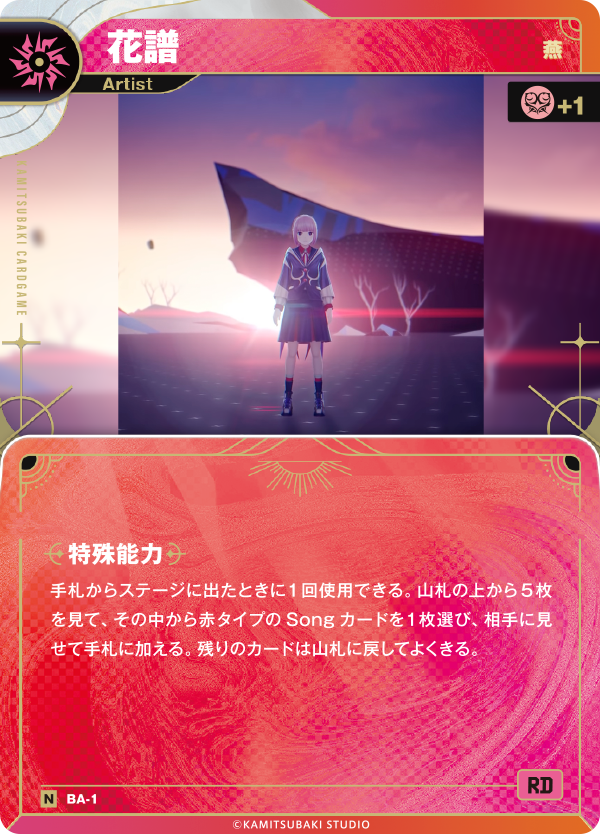 花譜
燕
Artist
+1
KAMITSUBAKI CARDGAME
特殊能力
手札からステージに出たときに1回使用できる。山札の上から5枚
を見て、その中から赤タイプのSongカードを1枚選び、相手に見
せて手札に加える。残りのカードは山札に戻してよくきる。
RD
N BA-1
©KAMITSUBAKI STUDIO